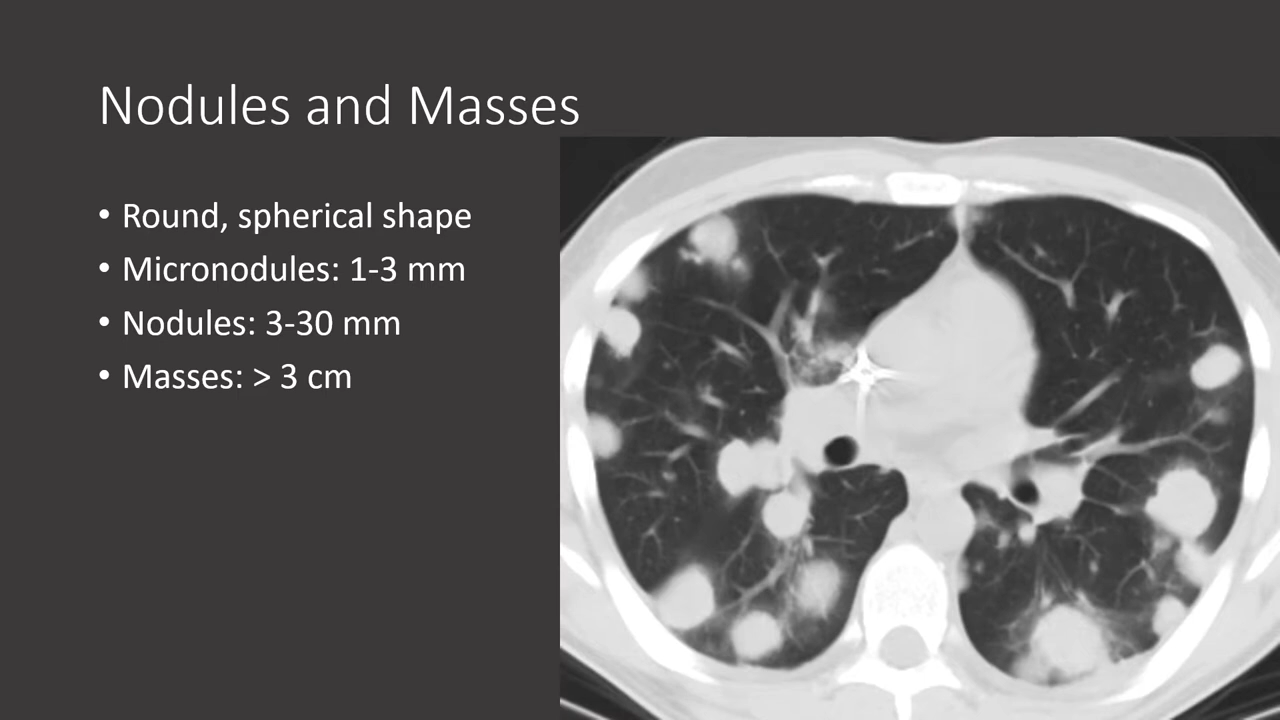 Nodules and Masses
• Round, spherical shape
• Micronodules: 1-3 mm
• Nodules: 3-30 mm
• Masses: > 3 cm